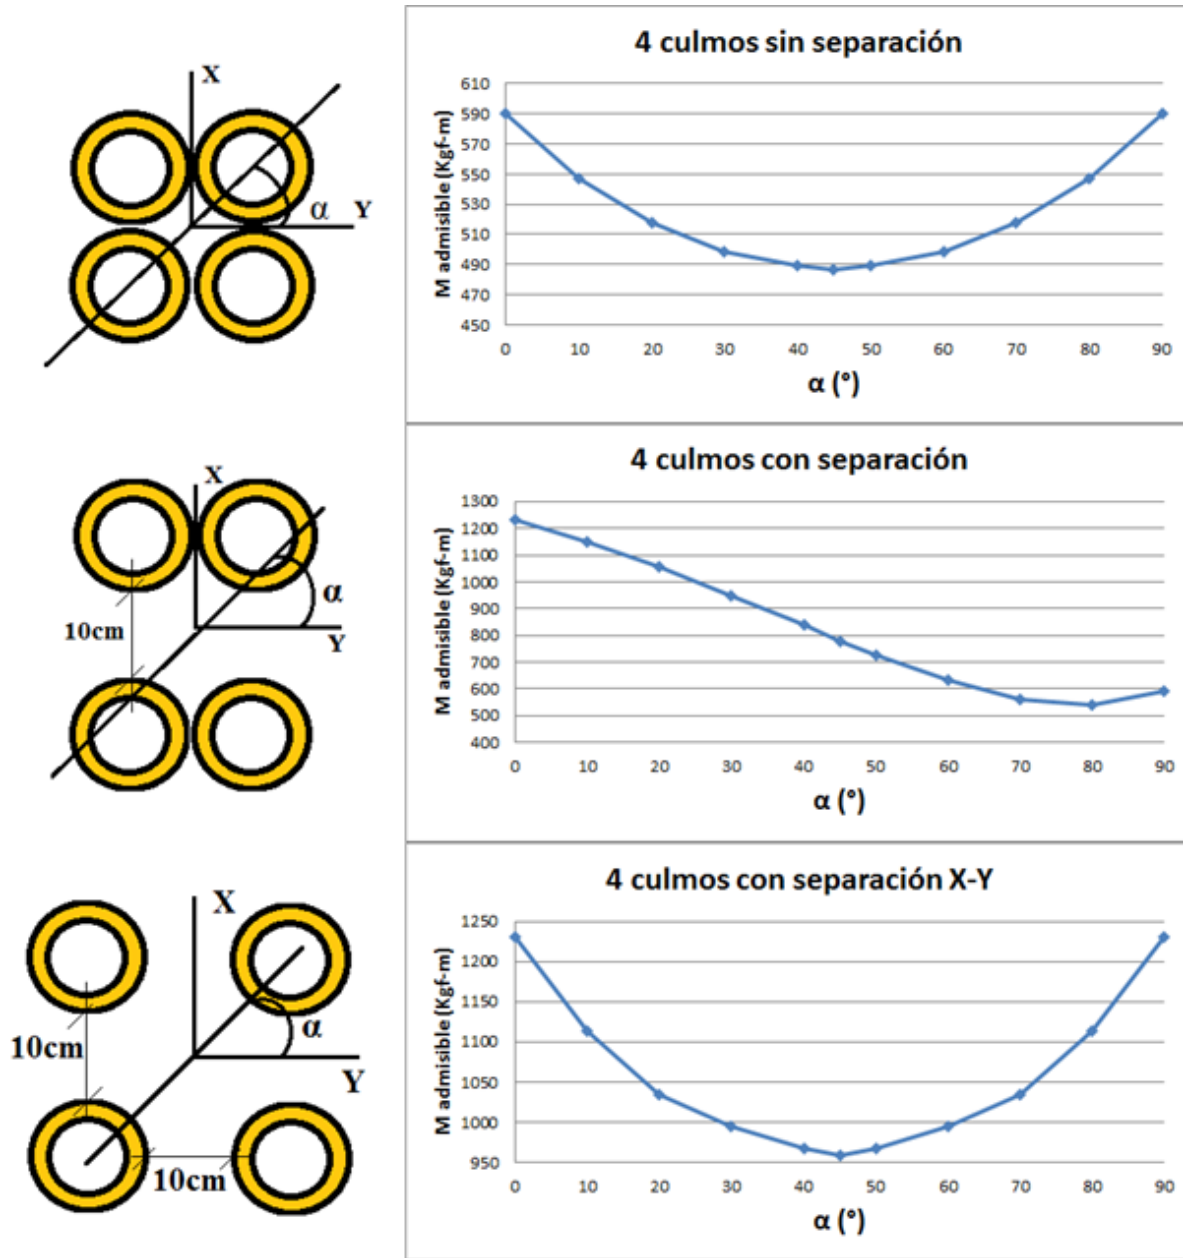 4 culmos sin separación
X
α
Y
M admisible (Kgf-m)
610
590
570
550
530
510
490
470
450
0 10 20 30 40 50 60 70 80 90
α (°)
4 culmos con separación
X
α
10cm
Y
M admisible (Kgf-m)
1300
1200
1100
1000
900
800
700
600
500
400
0 10 20 30 40 50 60 70 80 90
α (°)
4 culmos con separación X-Y
X
α
10cm
Y
10cm
M admisible (Kgf-m)
1250
1200
1150
1100
1050
1000
950
0 10 20 30 40 50 60 70 80 90
α (°)